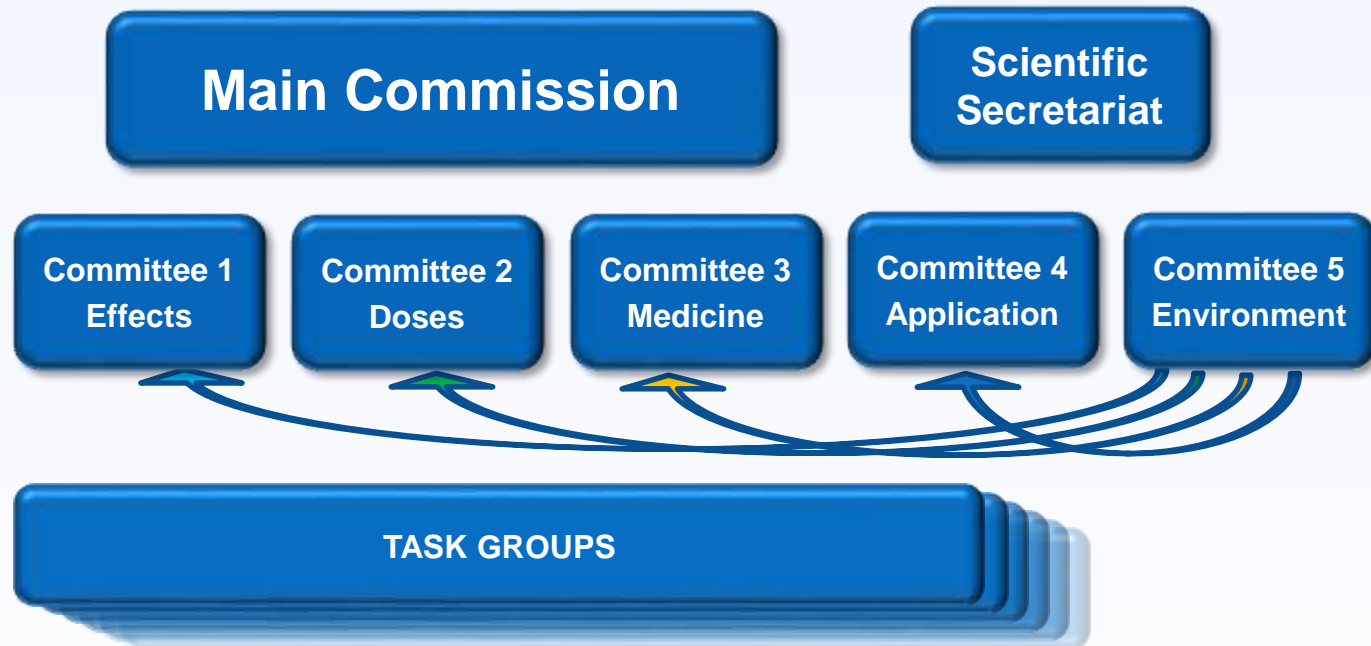 Main Commission
Scientific
Secretariat
Committee 1
Effects
Committee 2
Doses
Committee 3
Medicine
Committee 4
Application
Committee 5
Environment
TASK GROUPS